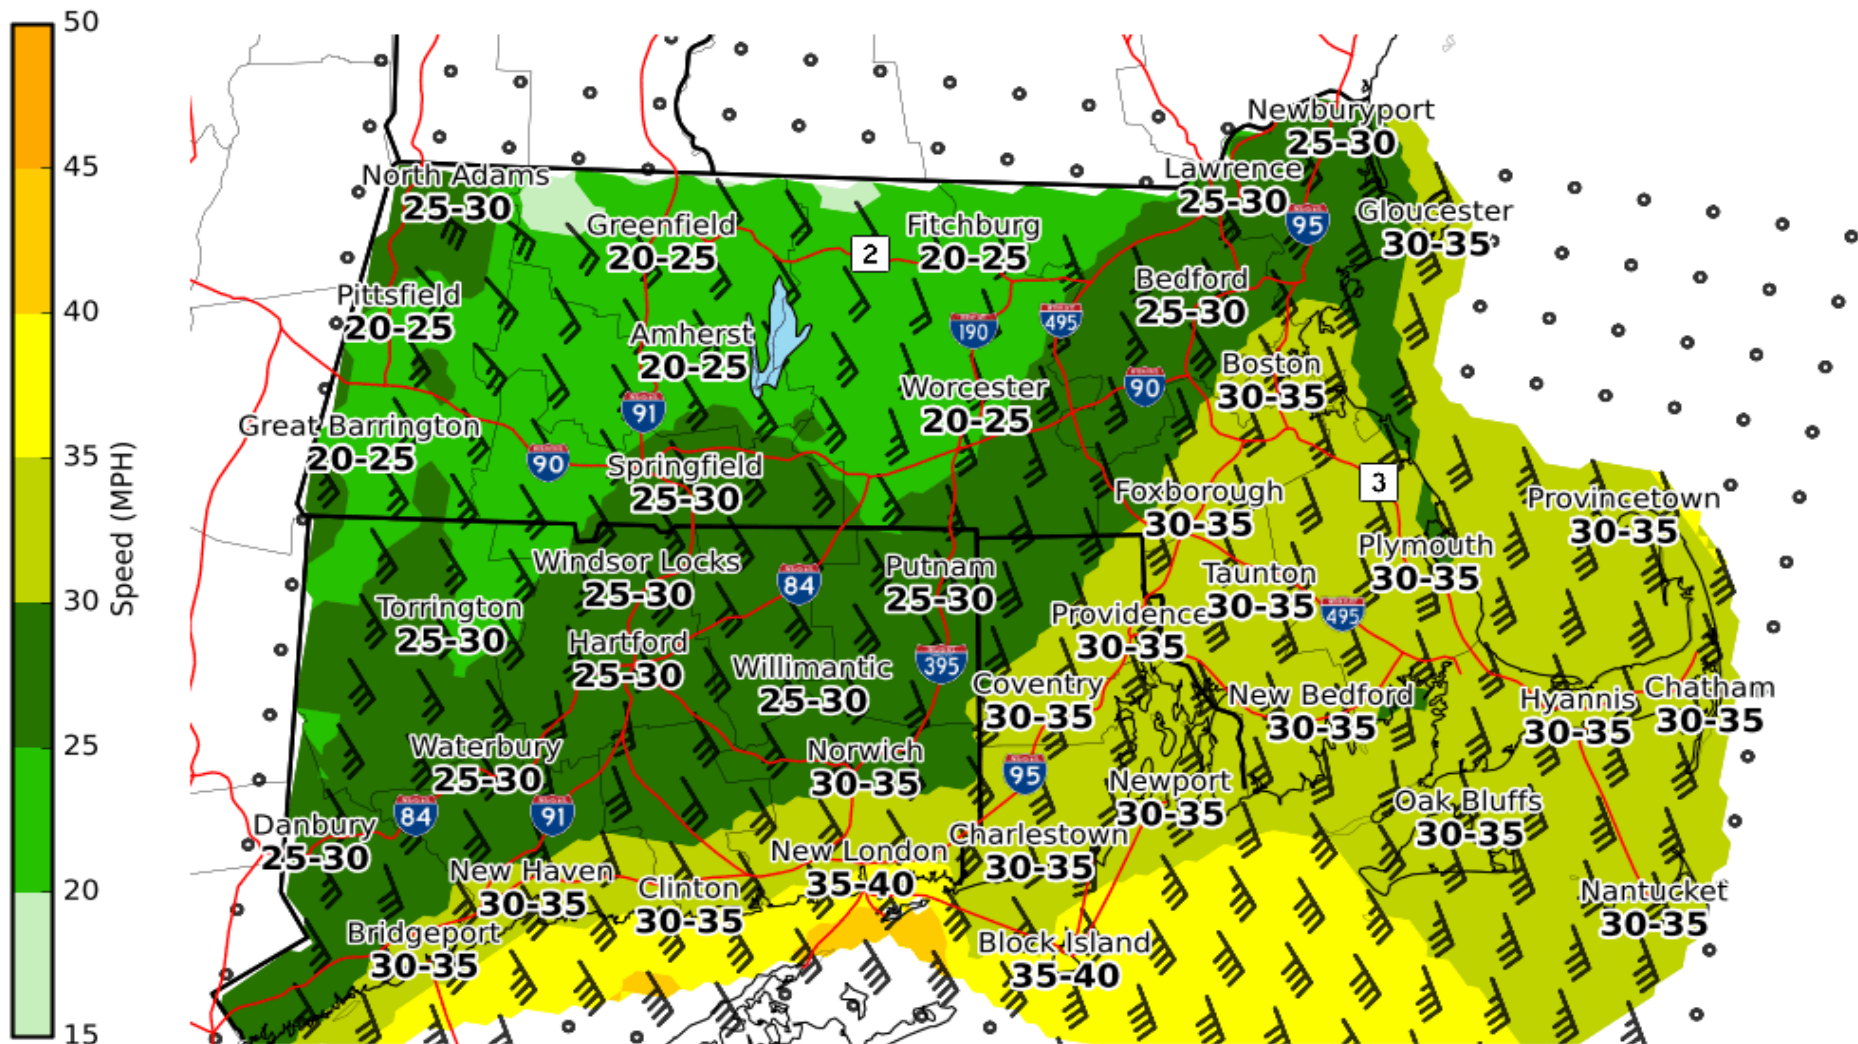 50
45
40
35
30
25
20
15
Speed (MPH)
Newburyport
25-30
North Adams
25-30
Lawrence
25-30
Greenfield
20-25
Fitchburg
20-25
95
Gloucester
30-35
2
Pittsfield
20-25
Bedford
25-30
Amherst
20-25
190
495
Boston
30-35
Worcester
20-25
90
91
Great Barrington
20-25
90
Springfield
25-30
Foxborough
30-35
3
Provincetown
30-35
Windsor Locks
25-30
84
Putnam
25-30
Plymouth
30-35
Taunton
30-35
495
Torrington
25-30
Providence
30-35
Hartford
25-30
Willimantic
25-30
395
Coventry
30-35
New Bedford
30-35
Hyannis
30-35
Chatham
30-35
Waterbury
25-30
Norwich
30-35
95
Newport
30-35
84
91
Oak Bluffs
30-35
Danbury
25-30
Charlestown
30-35
New Haven
30-35
Clinton
30-35
New London
35-40
Nantucket
30-35
Bridgeport
30-35
Block Island
35-40